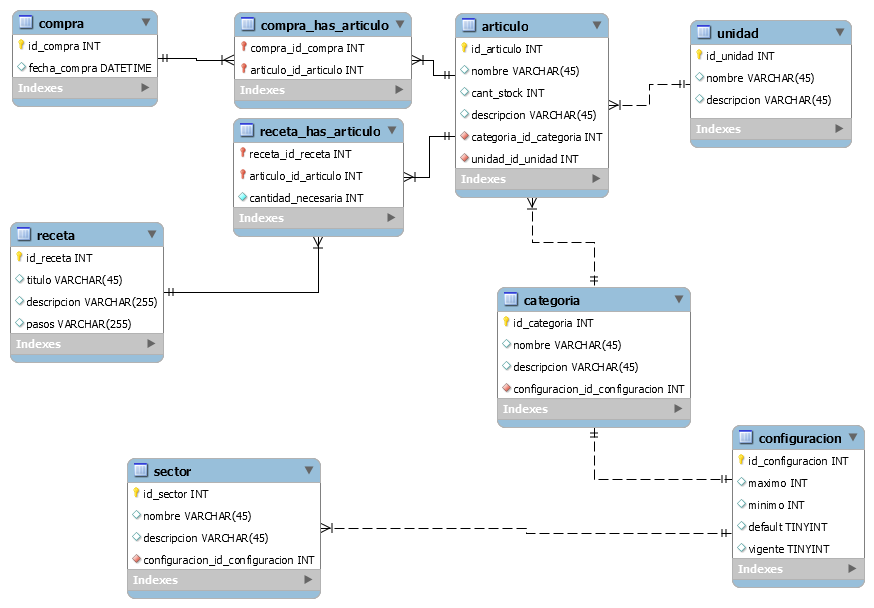 compra
id_compra INT
fecha_compra DATETIME
Indexes
compra_has_articulo
compra_id_compra INT
articulo_id_articulo INT
Indexes
articulo
id_articulo INT
nombre VARCHAR(45)
cant_stock INT
descripcion VARCHAR(45)
categoria_id_categoria INT
unidad_id_unidad INT
Indexes
unidad
id_unidad INT
nombre VARCHAR(45)
descripcion VARCHAR(45)
Indexes
receta_has_articulo
receta_id_receta INT
articulo_id_articulo INT
cantidad_necesaria INT
Indexes
receta
id_receta INT
titulo VARCHAR(45)
descripcion VARCHAR(255)
pasos VARCHAR(255)
Indexes
categoria
id_categoria INT
nombre VARCHAR(45)
descripcion VARCHAR(45)
configuracion_id_configuracion INT
Indexes
sector
id_sector INT
nombre VARCHAR(45)
descripcion VARCHAR(45)
configuracion_id_configuracion INT
Indexes
configuracion
id_configuracion INT
maximo INT
minimo INT
default TINYINT
vigente TINYINT
Indexes